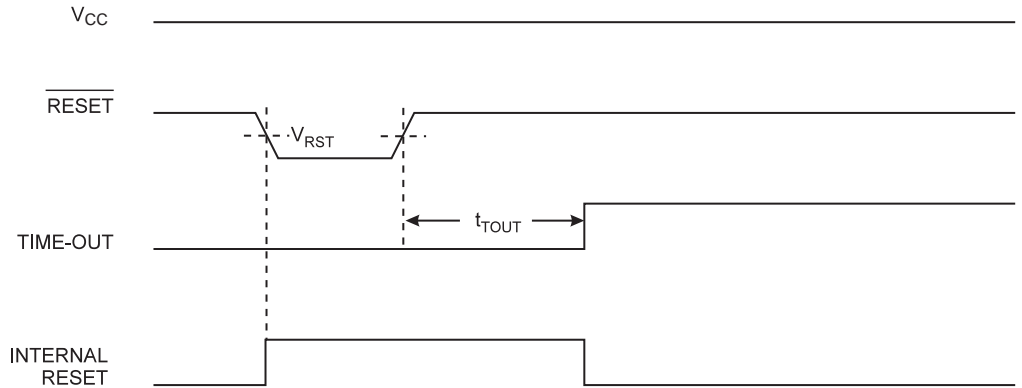 VCC
RESET
VRST
tTOUT
TIME-OUT
INTERNAL
RESET